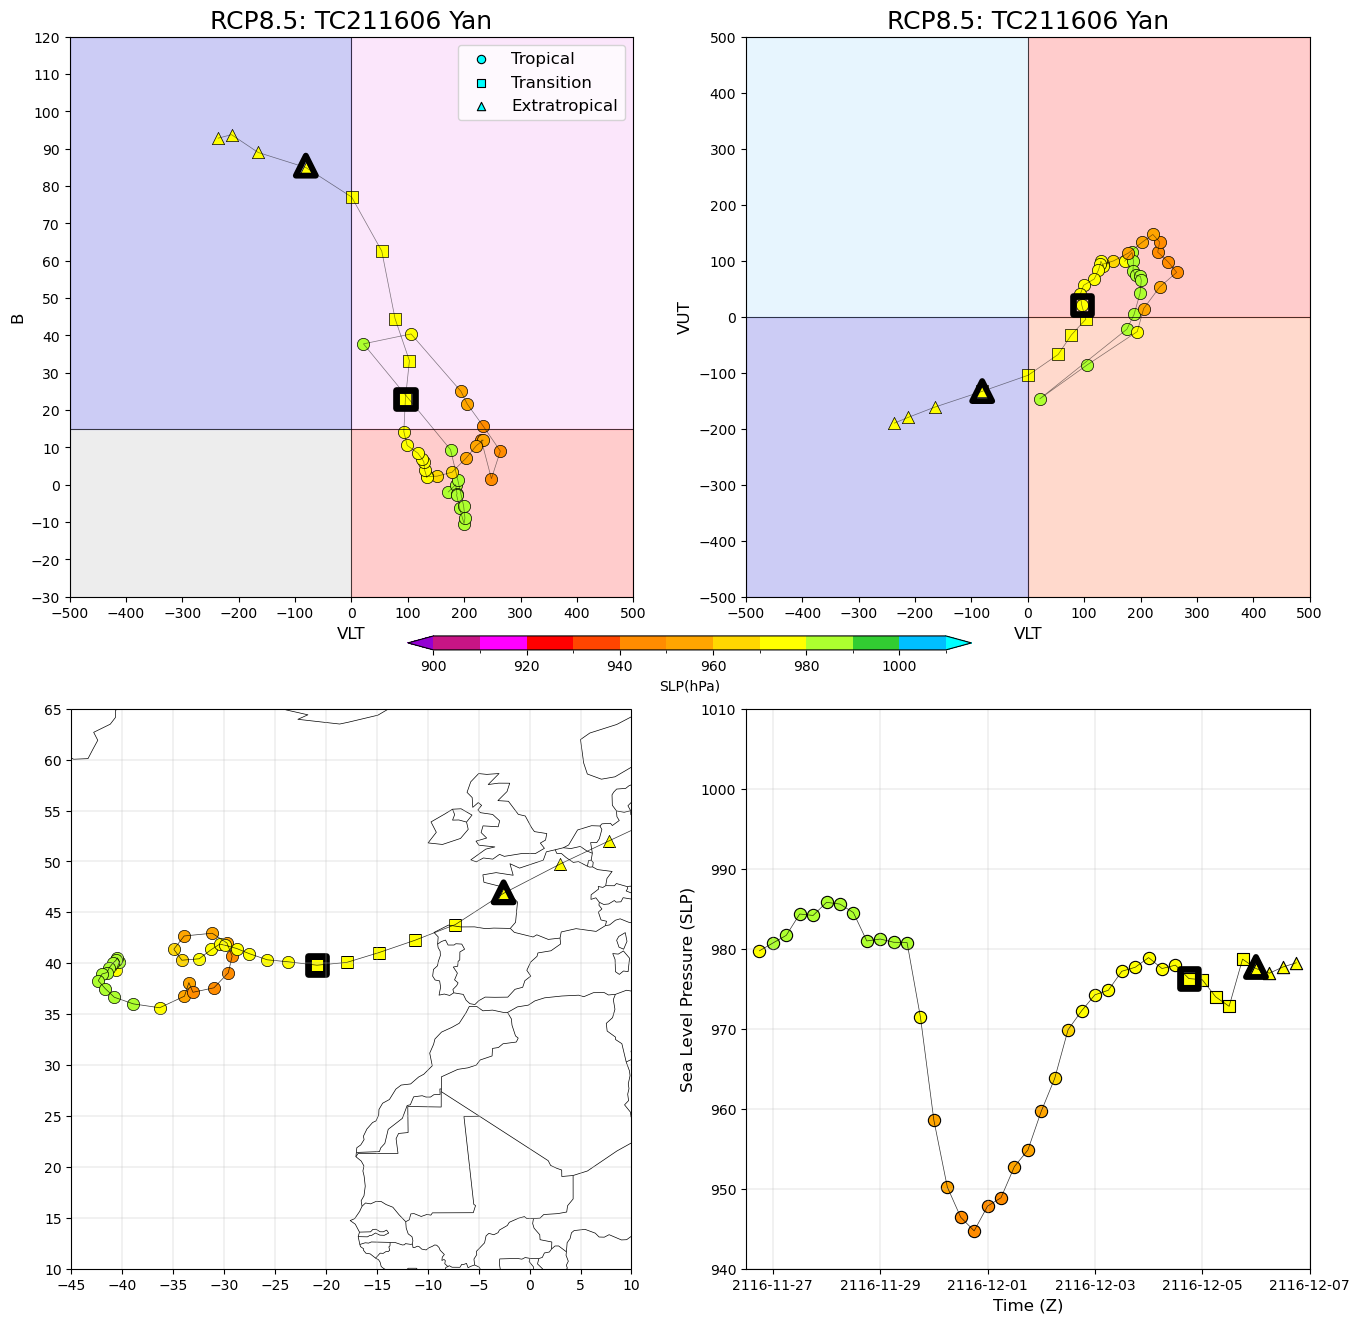 RCP8.5: TC211606 Yan
RCP8.5: TC211606 Yan
Tropical
Transition
Extratropical
120
110
100
90
80
70
60
50
40
30
20
10
0
−10
−20
−30
B
−500 −400 −300 −200 −100 0 100 200 300 400 500
VLT
500
400
300
200
100
0
−100
−200
−300
−400
−500
VUT
−500 −400 −300 −200 −100 0 100 200 300 400 500
VLT
900 920 940 960 980 1000
SLP(hPa)
65
60
55
50
45
40
35
30
25
20
15
10
−45 −40 −35 −30 −25 −20 −15 −10 −5 0 5 10
1010
1000
990
980
970
960
950
940
Sea Level Pressure (SLP)
2116-11-27 2116-11-29 2116-12-01 2116-12-03 2116-12-05 2116-12-07
Time (Z)